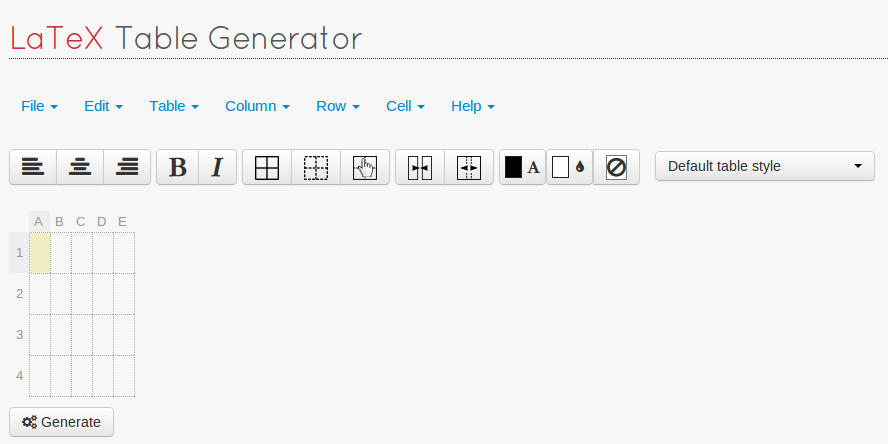 LaTeX Table Generator
File Edit Table Column Row Cell Help
B I A Default table style
A B C D E
1
2
3
4
Generate